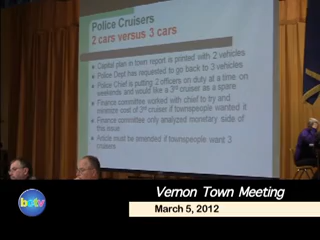 Police Cruisers
2 cars versus 3 cars
Capital plan in town report is printed with 2 vehicles
Police Dept has requested to go back to 3 vehicles
Police Chief is putting 2 officers on duty at a time on
weekends and would like a 3rd cruiser as a spare
Finance committee worked with chief to try and
cost of 2nd cruiser if townspeople wanted it
Finance committee only analyzed monetary side of
this issue
Article must be amended if townspeople want 3
cruisers
bctv
Vernon Town Meeting
March 5, 2012